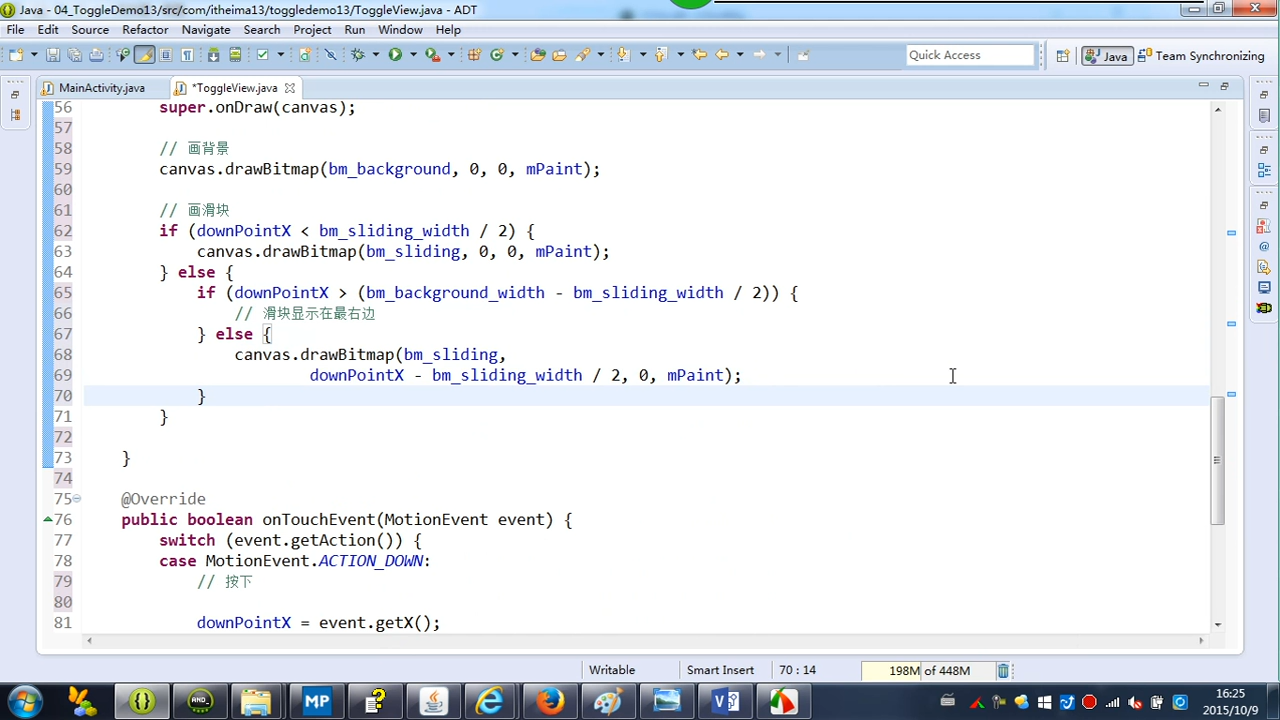 Java - 04_ToggleDemo13/src/com/itheima13/toggledemo13/ToggleView.java - ADT
File Edit Source Refactor Navigate Search Project Run Window Help
Quick Access
Java
Team Synchronizing
MainActivity.java
*ToggleView.java
56 super.onDraw(canvas);
57
58 // 画背景
59 canvas.drawBitmap(bm_background, 0, 0, mPaint);
60
61 // 画滑块
62 if (downPointX < bm_sliding_width / 2) {
63 canvas.drawBitmap(bm_sliding, 0, 0, mPaint);
64 } else {
65 if (downPointX > (bm_background_width - bm_sliding_width / 2)) {
66 // 滑块显示在最右边
67 } else {
68 canvas.drawBitmap(bm_sliding,
69 downPointX - bm_sliding_width / 2, 0, mPaint);
70 }
71 }
72
73 }
74
75 @Override
76 public boolean onTouchEvent(MotionEvent event) {
77 switch (event.getAction()) {
78 case MotionEvent.ACTION_DOWN:
79 // 按下
80
81 downPointX = event.getX();
Writable
Smart Insert
70 : 14
198M of 448M
MP
16:25
2015/10/9